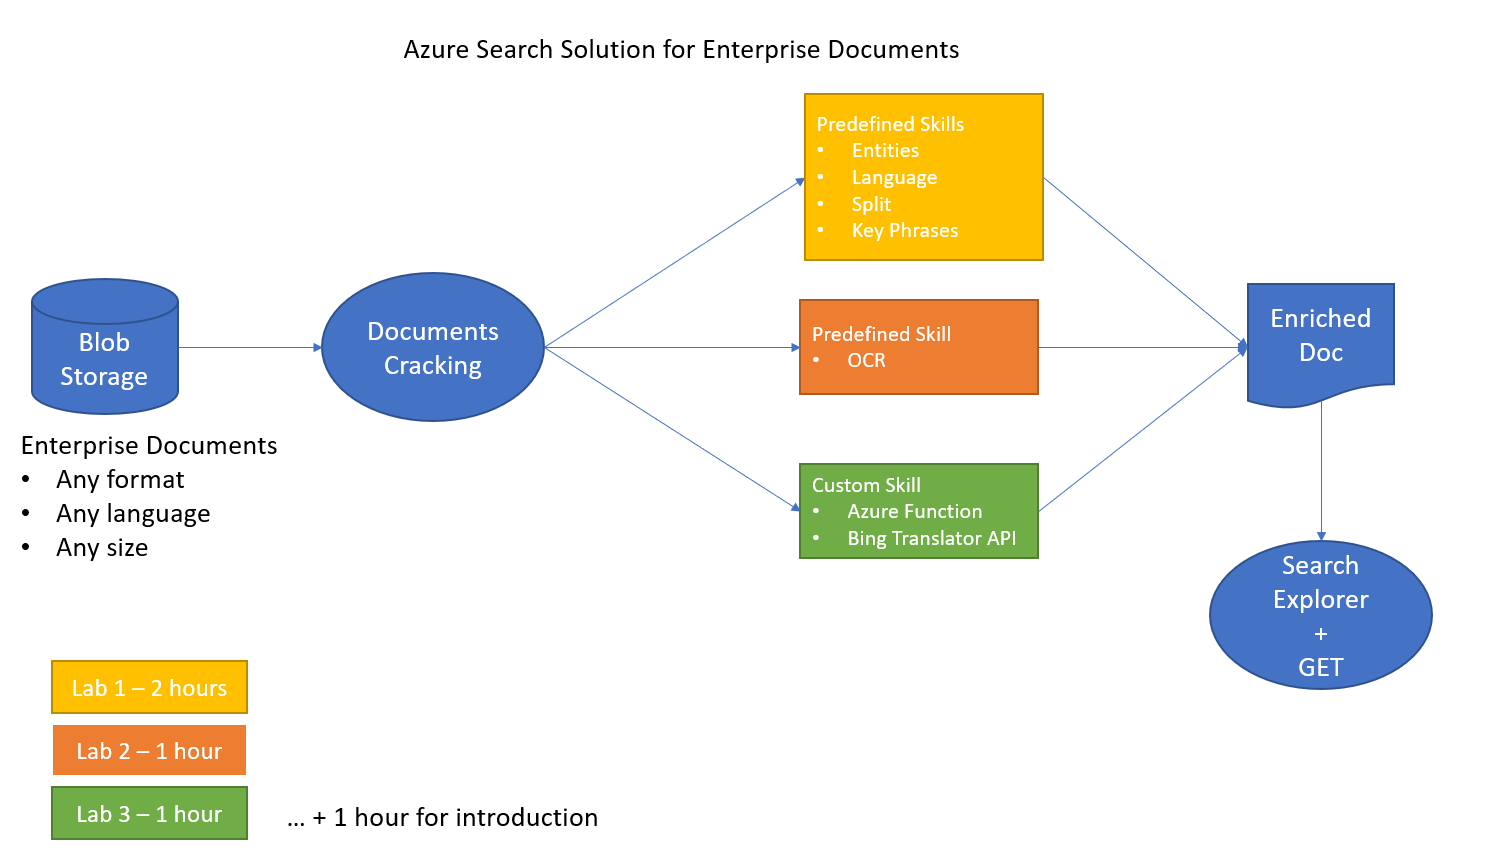 Azure Search Solution for Enterprise Documents
Predefined Skills
• Entities
• Language
• Split
• Key Phrases
Blob
Storage
Documents
Cracking
Predefined Skill
• OCR
Enriched
Doc
Enterprise Documents
• Any format
• Any language
• Any size
Custom Skill
• Azure Function
• Bing Translator API
Search
Explorer
+
GET
Lab 1 – 2 hours
Lab 2 – 1 hour
Lab 3 – 1 hour
... + 1 hour for introduction